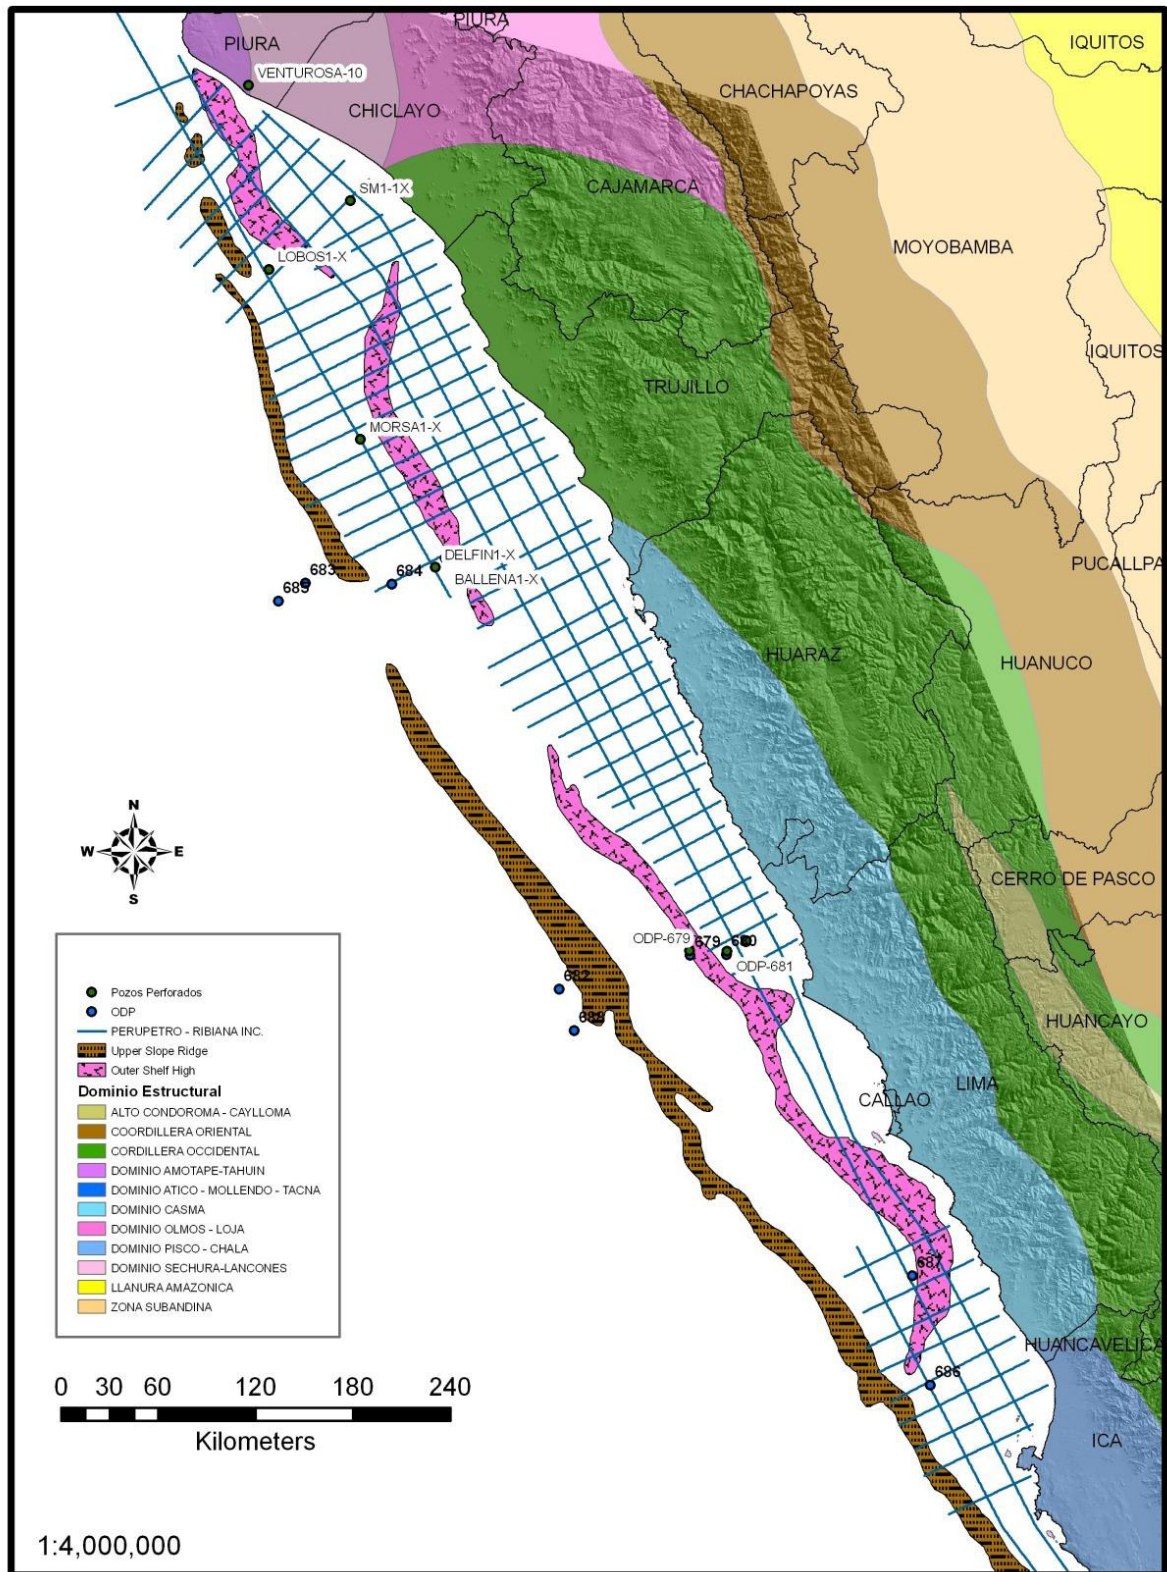 PIURA
PIURA
IQUITOS
VENTUROSA-10
CHICLAYO
CHACHAPOYAS
SM1-1X
CAJAMARCA
MOYOBAMBA
LOBOS1-X
IQUITOS
TRUJILLO
MORSA1-X
DELFIN1-X
BALLENA1-X
683
684
685
PUCALLPA
HUARAZ
HUANUCO
N
W
E
S
CERRO DE PASCO
ODP-679
679
680
ODP-681
682
688
HUANCAYO
LIMA
CALLAO
687
686
HUANCAVELICA
ICA
Pozos Perforados
ODP
PERUPETRO - RIBIANA INC.
Upper Slope Ridge
Outer Shelf High
Dominio Estructural
ALTO CONDOROMA - CAYLLOMA
COORDILLERA ORIENTAL
CORDILLERA OCCIDENTAL
DOMINIO AMOTAPE-TAHUIN
DOMINIO ATICO - MOLLENDO - TACNA
DOMINIO CASMA
DOMINIO OLMOS - LOJA
DOMINIO PISCO - CHALA
DOMINIO SECHURA-LANCONES
LLANURA AMAZONICA
ZONA SUBANDINA
0 30 60 120 180 240
Kilometers
1:4,000,000